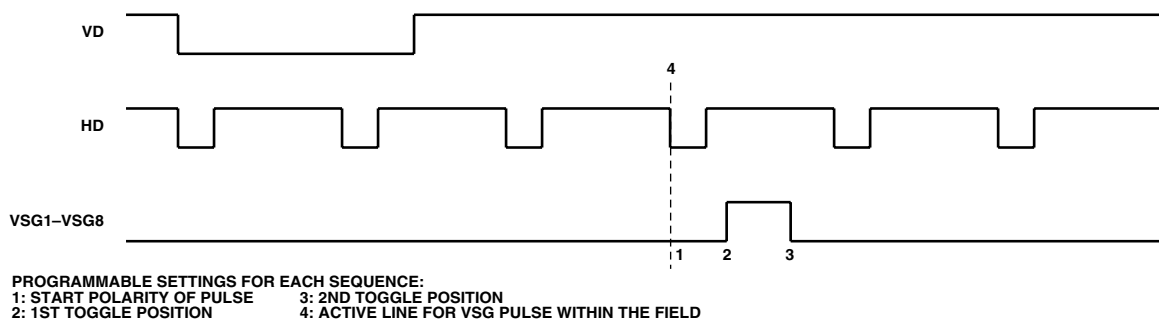 VD
4
HD
VSG1–VSG8
1 2 3
PROGRAMMABLE SETTINGS FOR EACH SEQUENCE:
1: START POLARITY OF PULSE 3: 2ND TOGGLE POSITION
2: 1ST TOGGLE POSITION 4: ACTIVE LINE FOR VSG PULSE WITHIN THE FIELD